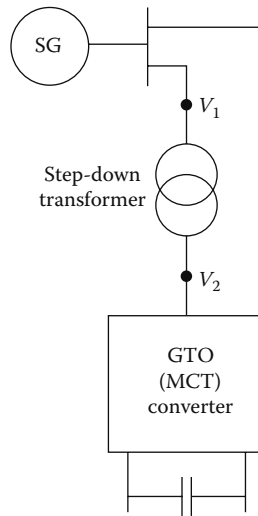 SG
V1
Step-down
transformer
V2
GTO
(MCT)
converter